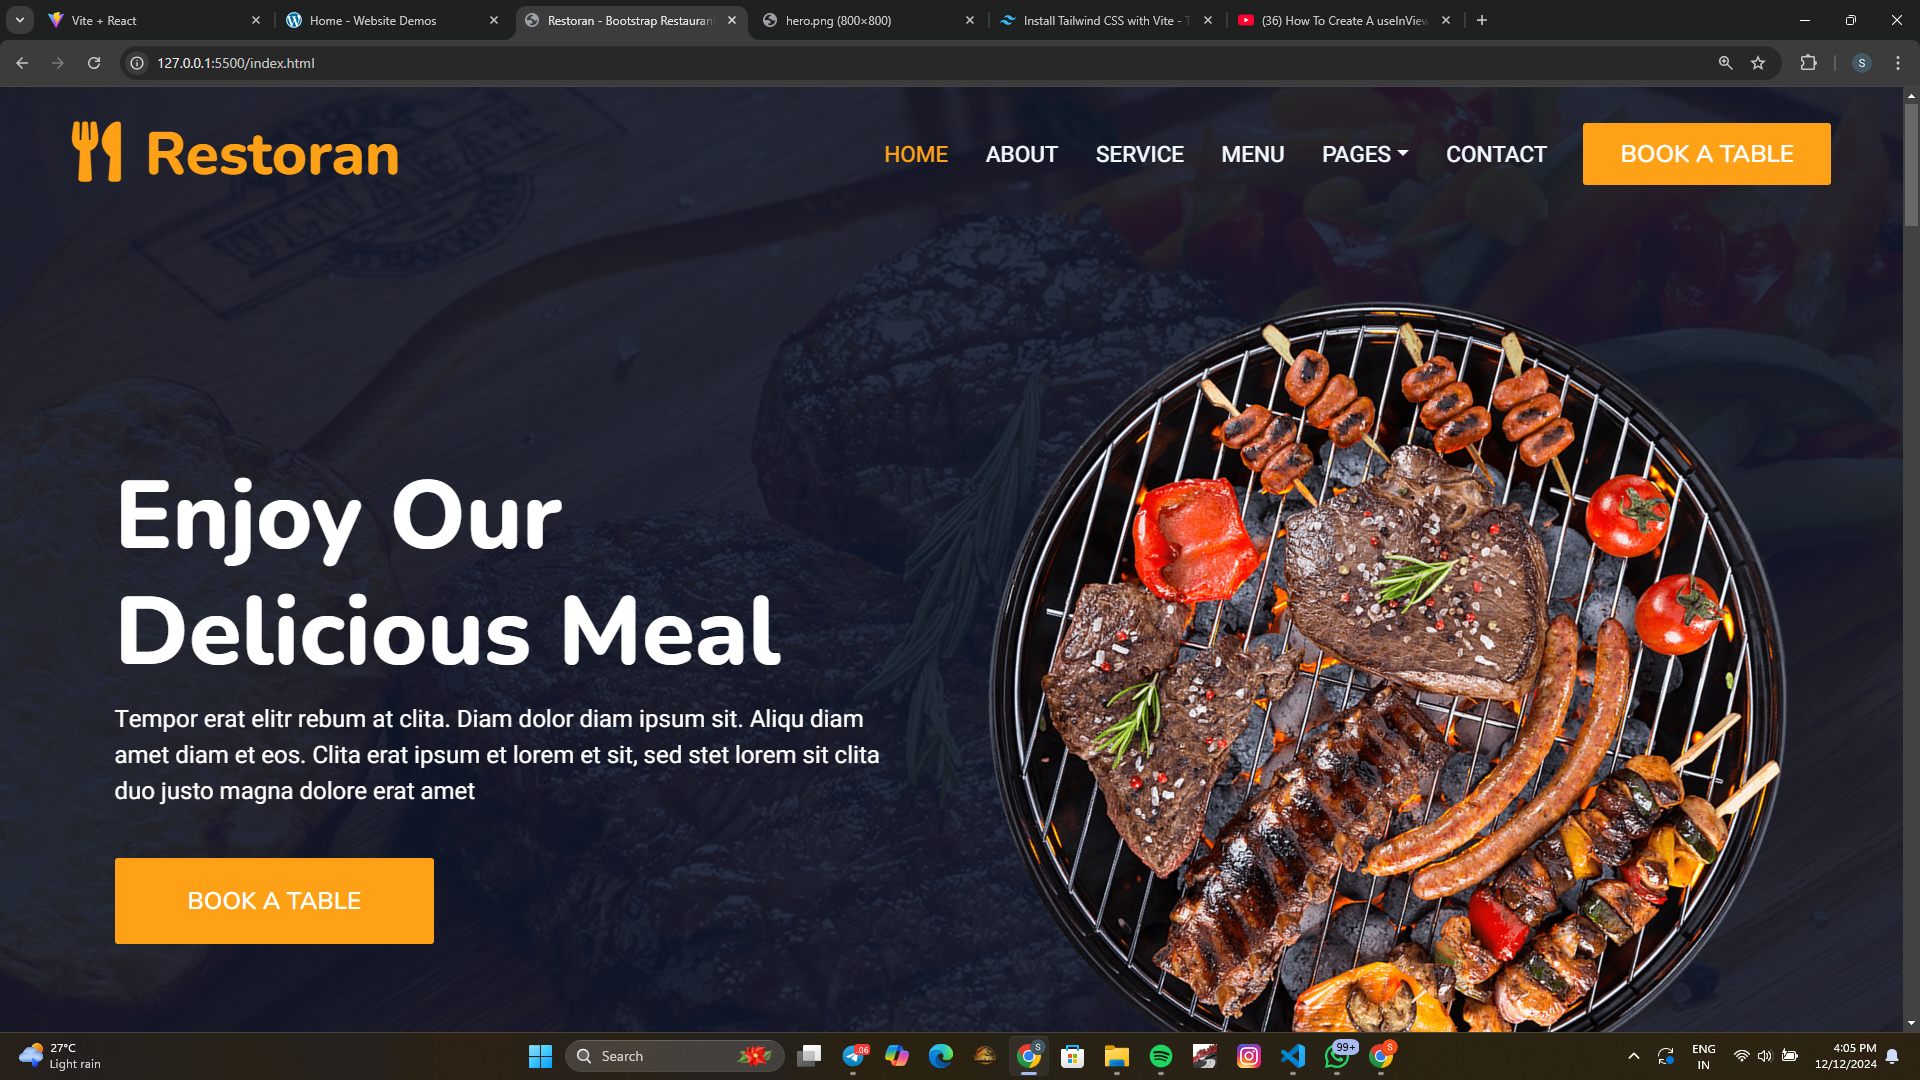 Vite + React
Home - Website Demos
Restoran - Bootstrap Restauran
hero.png (800×800)
Install Tailwind CSS with Vite - T
(36) How To Create A useInView
127.0.0.1:5500/index.html
S
Restoran
HOME
ABOUT
SERVICE
MENU
PAGES
CONTACT
BOOK A TABLE
Enjoy Our
Delicious Meal
Tempor erat elitr rebum at clita. Diam dolor diam ipsum sit. Aliqu diam
amet diam et eos. Clita erat ipsum et lorem et sit, sed stet lorem sit clita
duo justo magna dolore erat amet
BOOK A TABLE
27°C
Light rain
Search
.06
S
99+
S
ENG
IN
4:05 PM
12/12/2024